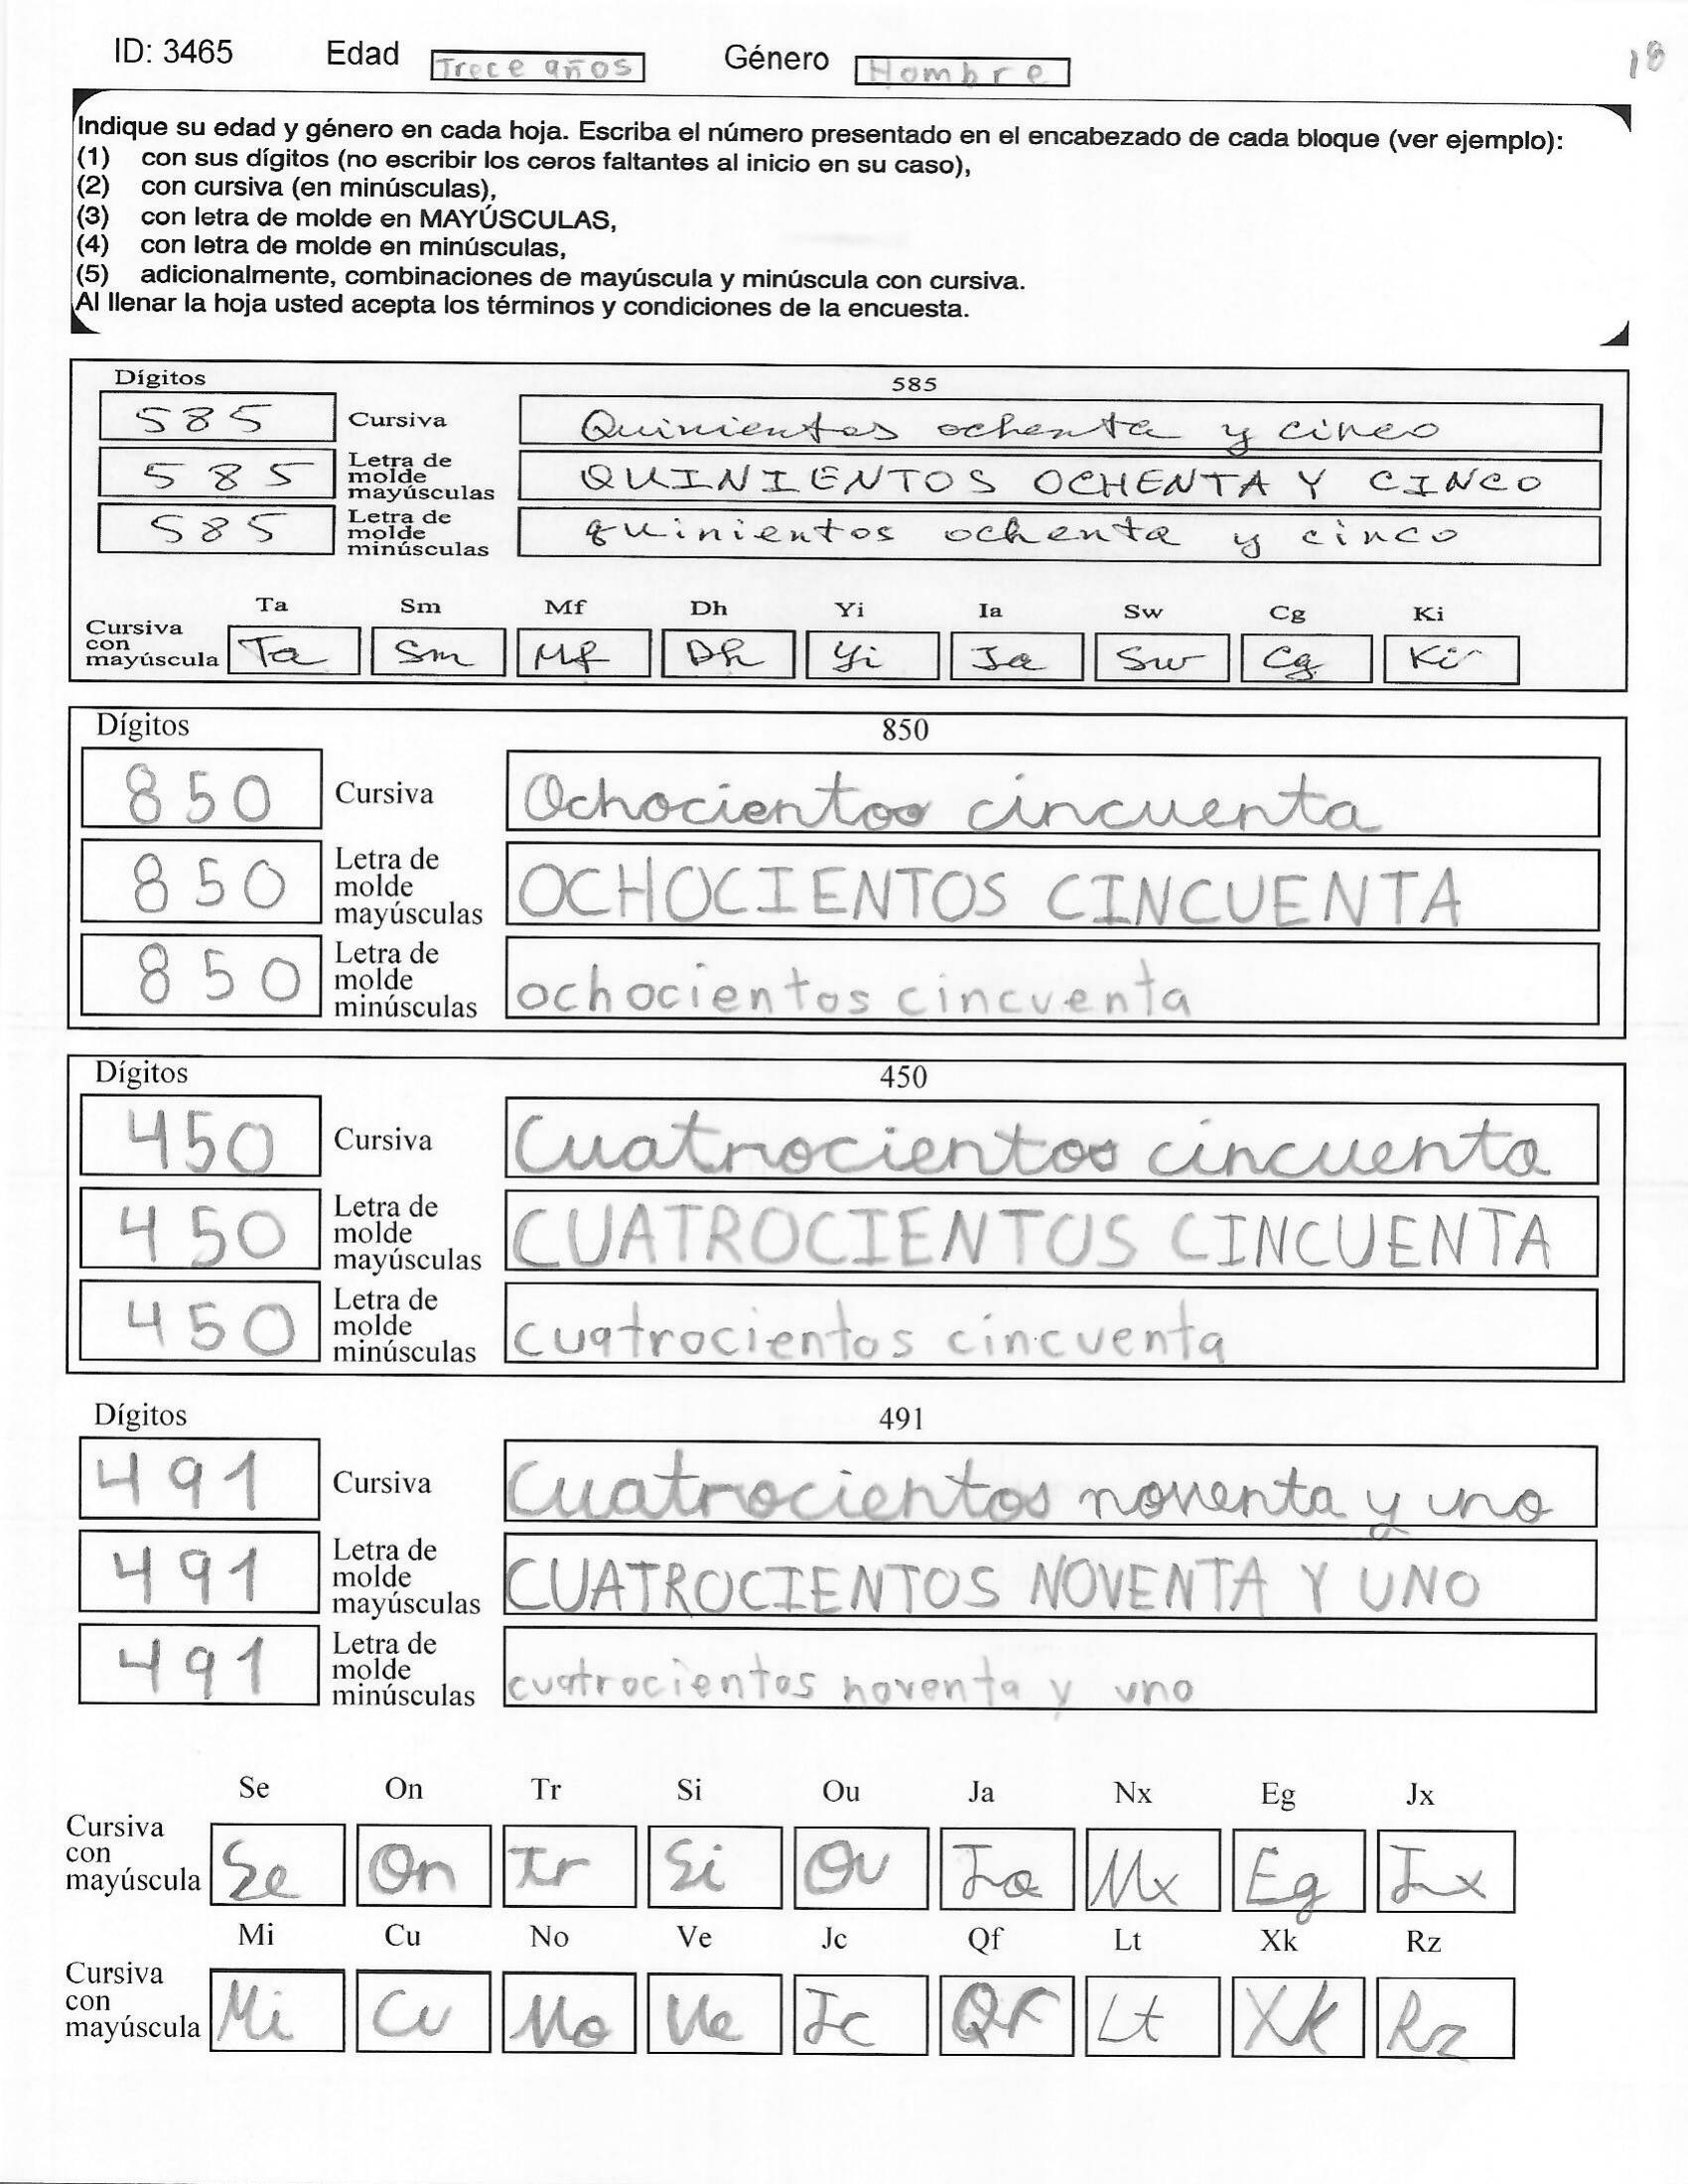 ID: 3465 Edad Trece años Género Hombre 18
Indique su edad y género en cada hoja. Escriba el número presentado en el encabezado de cada bloque (ver ejemplo):
(1) con sus dígitos (no escribir los ceros faltantes al inicio en su caso),
(2) con cursiva (en minúsculas),
(3) con letra de molde en MAYÚSCULAS,
(4) con letra de molde en minúsculas,
(5) adicionalmente, combinaciones de mayúscula y minúscula con cursiva.
Al llenar la hoja usted acepta los términos y condiciones de la encuesta.
Dígitos 585
585 Cursiva Quinientos ochenta y cinco
585 Letra de molde mayúsculas QUINIENTOS OCHENTA Y CINCO
585 Letra de molde minúsculas quinientos ochenta y cinco
Ta Sm Mf Dh Yi Ia Sw Cg Ki
Cursiva con mayúscula Ta Sm Mf Dh Yi Ia Sw Cg Ki
Dígitos 850
850 Cursiva Ochocientos cincuenta
850 Letra de molde mayúsculas OCHOCIENTOS CINCUENTA
850 Letra de molde minúsculas ochocientos cincuenta
Dígitos 450
450 Cursiva Cuatrocientos cincuenta
450 Letra de molde mayúsculas CUATROCIENTOS CINCUENTA
450 Letra de molde minúsculas cuatrocientos cincuenta
Dígitos 491
491 Cursiva Cuatrocientos noventa y uno
491 Letra de molde mayúsculas CUATROCIENTOS NOVENTA Y UNO
491 Letra de molde minúsculas cuatrocientos noventa y uno
Se On Tr Si Ou Ja Nx Eg Jx
Cursiva con mayúscula Se On Tr Si Ou Ja Nx Eg Jx
Mi Cu No Ve Jc Qf Lt Xk Rz
Cursiva con mayúscula Mi Cu No Ve Jc Qf Lt Xk Rz